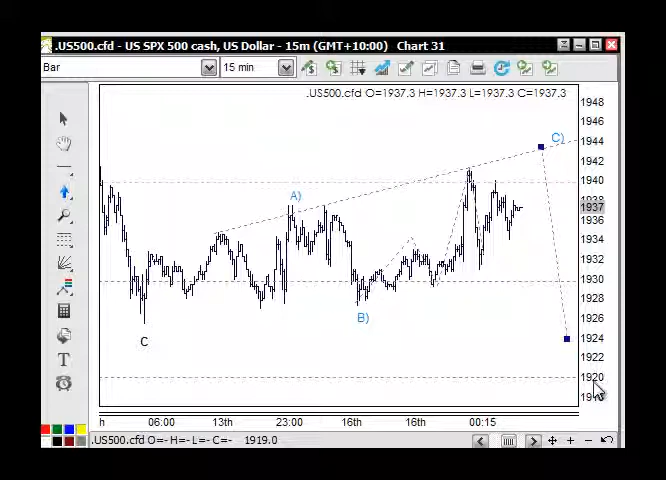 .US500.cfd - US SPX 500 cash, US Dollar - 15m (GMT+10:00) Chart 31
Bar
15 min
.US500.cfd O=1937.3 H=1937.3 L=1937.3 C=1937.3
1948
1946
1944
1942
1940
1937
1936
1934
1932
1930
1928
1926
1924
1922
1920
C)
A)
B)
C
T
h 06:00 13th 23:00 16th 16th 00:15
.US500.cfd O=- H=- L=- C=- 1919.0